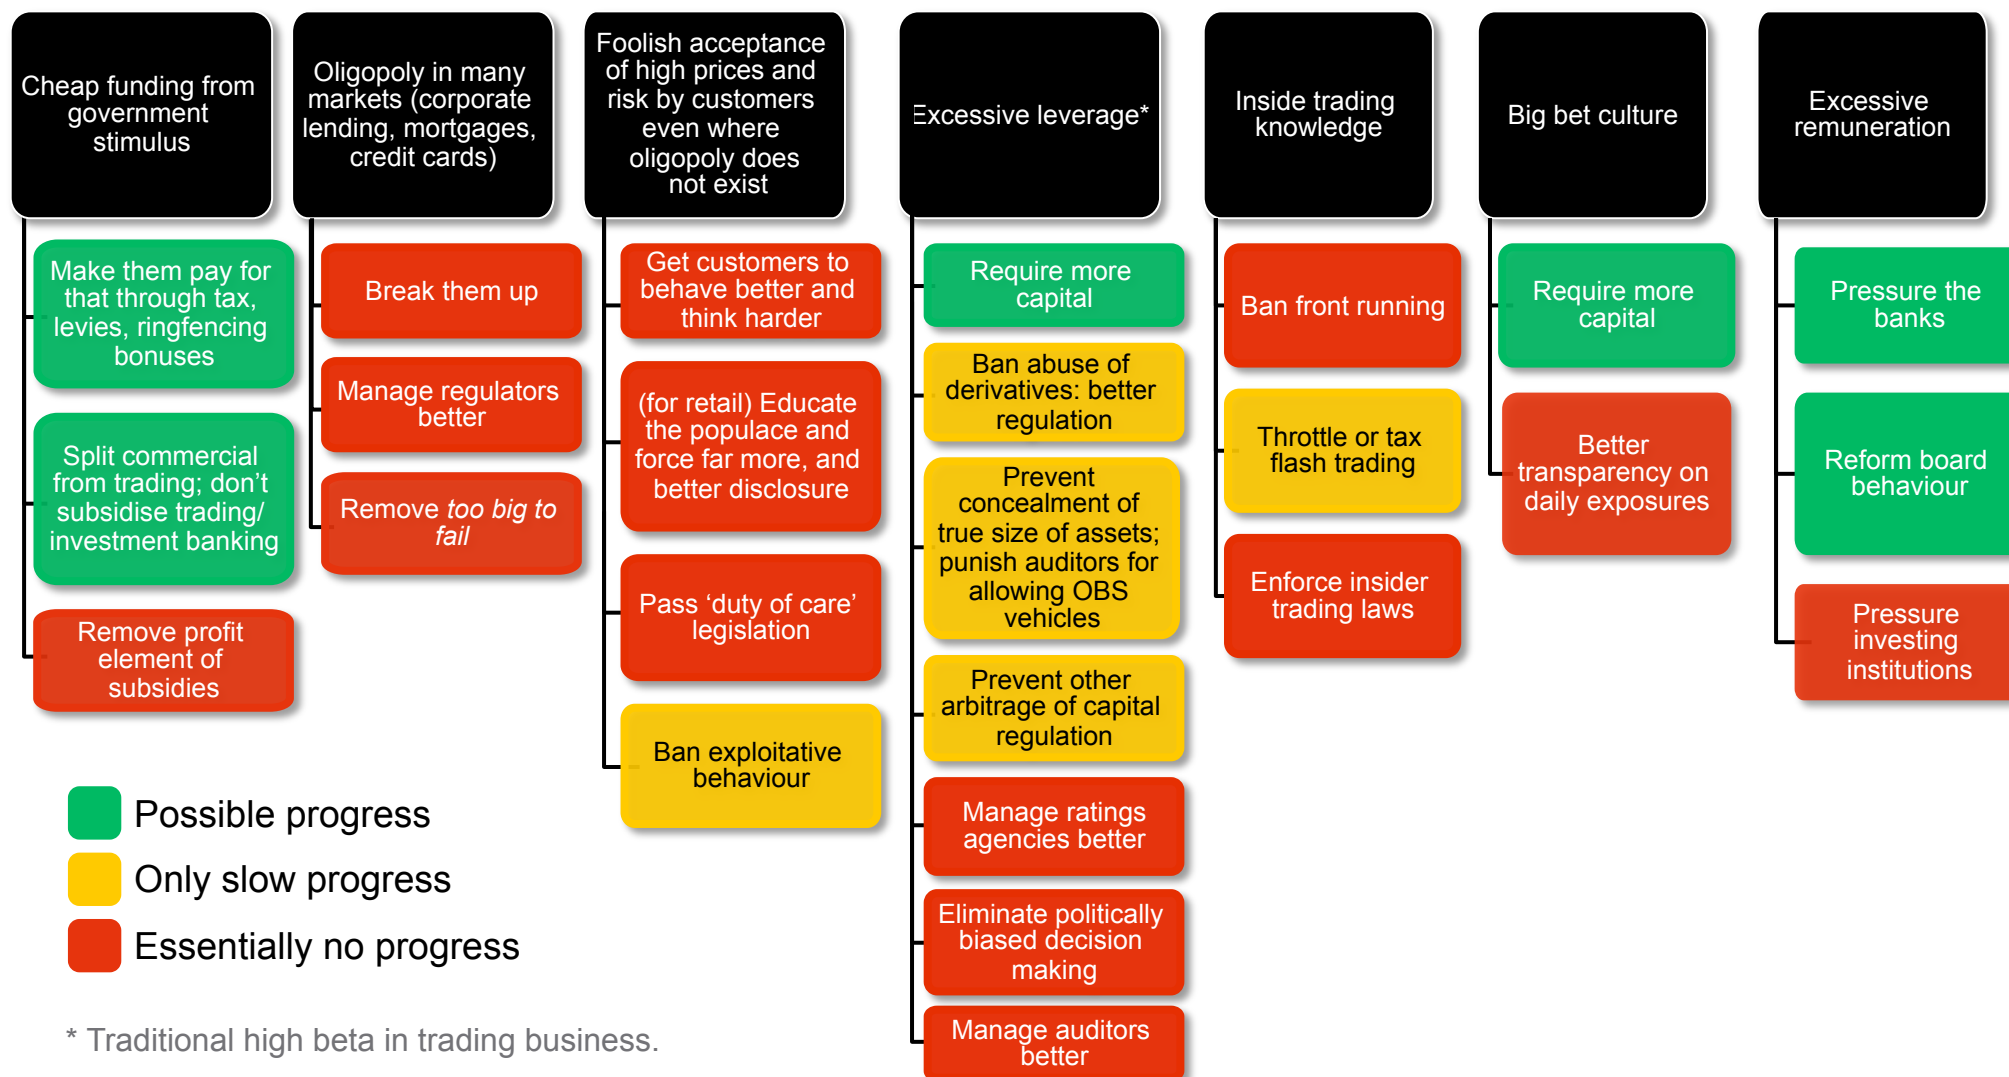 Cheap funding from
government
stimulus
Make them pay for
that through tax,
levies, ringfencing
bonuses
Split commercial
from trading; don’t
subsidise trading/
investment banking
Remove profit
element of
subsidies
Oligopoly in many
markets (corporate
lending, mortgages,
credit cards)
Break them up
Manage regulators
better
Remove too big to
fail
Foolish acceptance
of high prices and
risk by customers
even where
oligopoly does
not exist
Get customers to
behave better and
think harder
(for retail) Educate
the populace and
force far more, and
better disclosure
Pass ‘duty of care’
legislation
Ban exploitative
behaviour
Excessive leverage*
Require more
capital
Ban abuse of
derivatives: better
regulation
Prevent
concealment of
true size of assets;
punish auditors for
allowing OBS
vehicles
Prevent other
arbitrage of capital
regulation
Manage ratings
agencies better
Eliminate politically
biased decision
making
Manage auditors
better
Inside trading
knowledge
Ban front running
Throttle or tax
flash trading
Enforce insider
trading laws
Big bet culture
Require more
capital
Better
transparency on
daily exposures
Excessive
remuneration
Pressure the
banks
Reform board
behaviour
Pressure
investing
institutions
Possible progress
Only slow progress
Essentially no progress
* Traditional high beta in trading business.